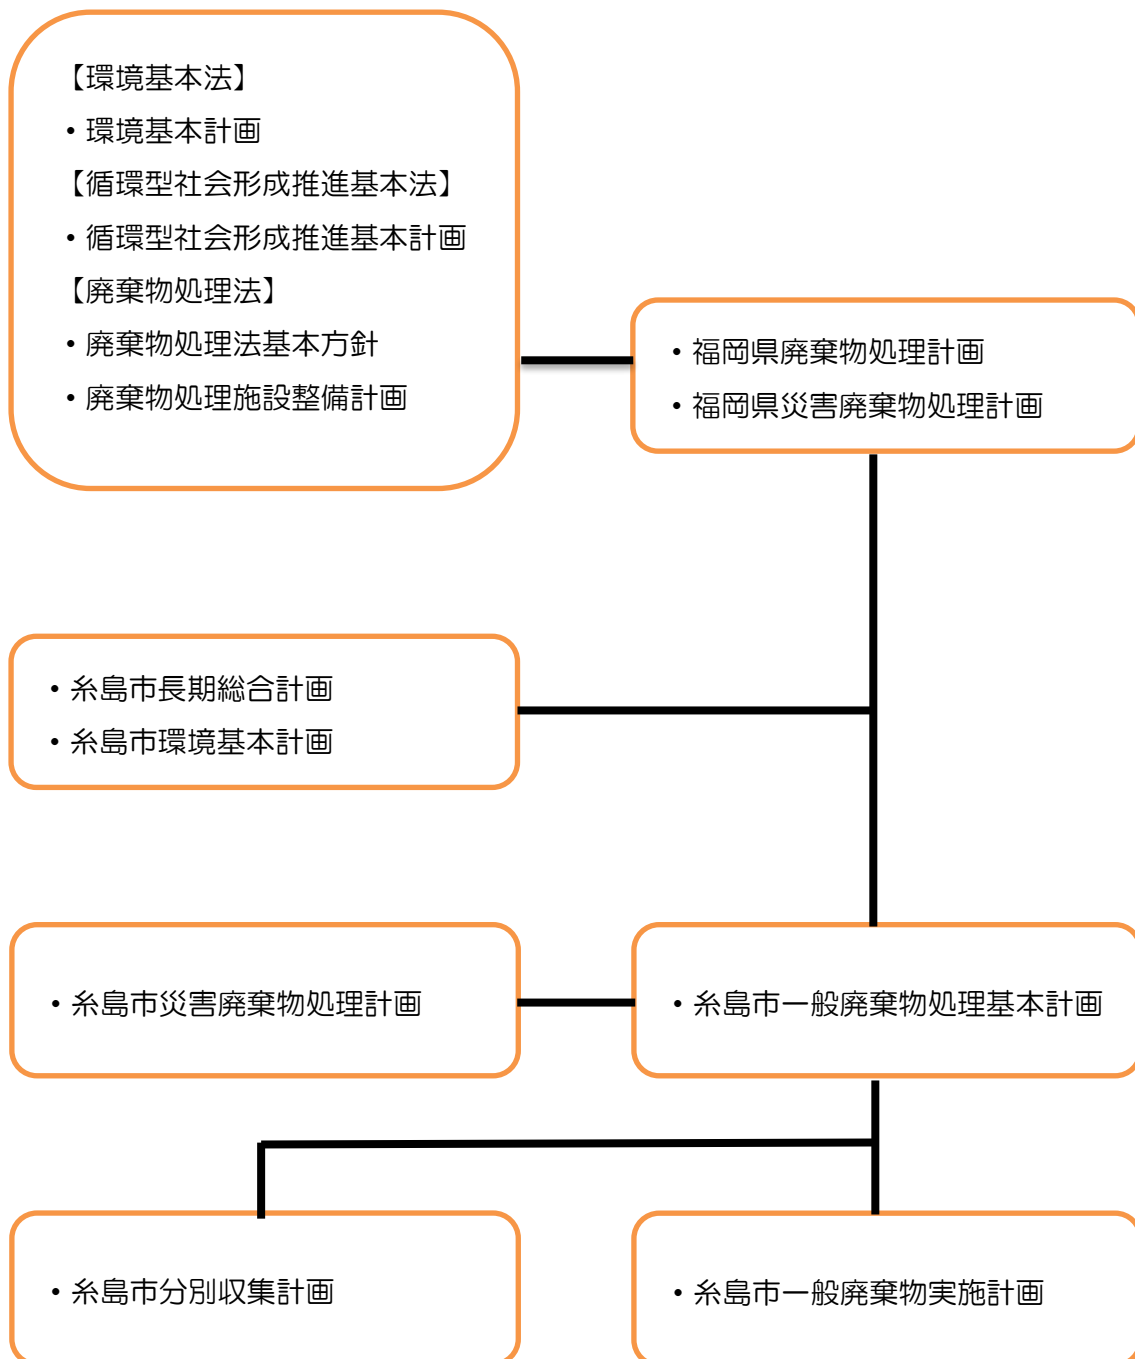 【環境基本法】
・環境基本計画
【循環型社会形成推進基本法】
・循環型社会形成推進基本計画
【廃棄物処理法】
・廃棄物処理法基本方針
・廃棄物処理施設整備計画
・福岡県廃棄物処理計画
・福岡県災害廃棄物処理計画
・糸島市長期総合計画
・糸島市環境基本計画
・糸島市災害廃棄物処理計画
・糸島市一般廃棄物処理基本計画
・糸島市分別収集計画
・糸島市一般廃棄物実施計画